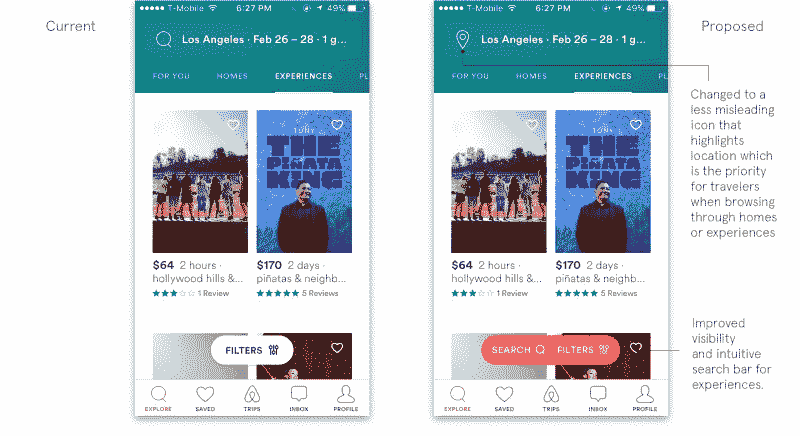 Current
Proposed
T-Mobile 6:27 PM 49%
Los Angeles · Feb 26 – 28 · 1 g...
FOR YOU HOMES EXPERIENCES
TONY
THE
PIÑATA
KING
$64 2 hours · 
hollywood hills &...
1 Review
$170 2 days ·
piñatas & neighb...
5 Reviews
FILTERS
EXPLORE SAVED TRIPS INBOX PROFILE
T-Mobile 6:27 PM 49%
Los Angeles · Feb 26 – 28 · 1 g...
FOR YOU HOMES EXPERIENCES
TONY
THE
PIÑATA
KING
$64 2 hours ·
hollywood hills &...
1 Review
$170 2 days ·
piñatas & neighb...
5 Reviews
SEARCH FILTERS
EXPLORE SAVED TRIPS INBOX PROFILE
Changed to a
less misleading
icon that
highlights
location which
is the priority
for travelers
when browsing
through homes
or experiences
Improved
visibility
and intuitive
search bar for
experiences.